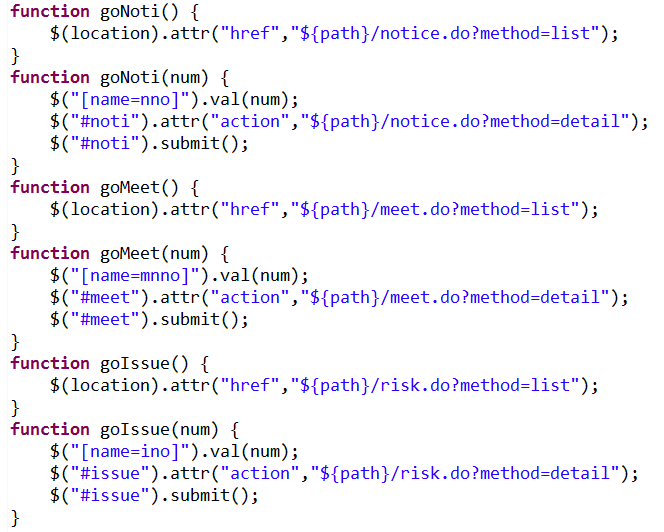 function goNoti() {
    $(location).attr("href","${path}/notice.do?method=list");
}
function goNoti(num) {
    $("[name=nno]").val(num);
    $("#noti").attr("action","${path}/notice.do?method=detail");
    $("#noti").submit();
}
function goMeet() {
    $(location).attr("href","${path}/meet.do?method=list");
}
function goMeet(num) {
    $("[name=mnno]").val(num);
    $("#meet").attr("action","${path}/meet.do?method=detail");
    $("#meet").submit();
}
function goIssue() {
    $(location).attr("href","${path}/risk.do?method=list");
}
function goIssue(num) {
    $("[name=ino]").val(num);
    $("#issue").attr("action","${path}/risk.do?method=detail");
    $("#issue").submit();
}